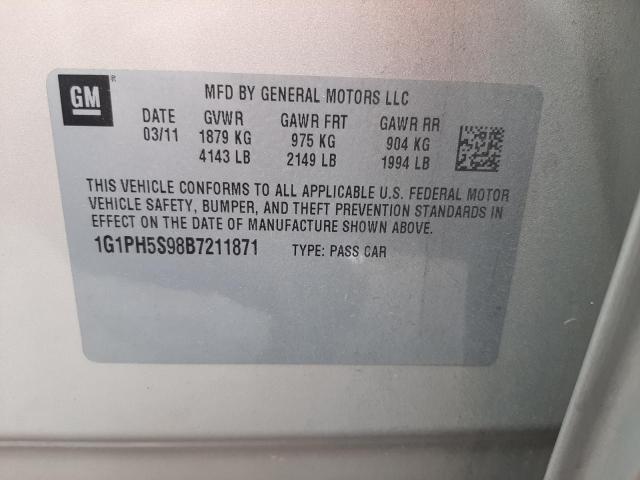 GM
®
MFD BY GENERAL MOTORS LLC
DATE GVWR GAWR FRT GAWR RR
03/11 1879 KG 975 KG 904 KG
4143 LB 2149 LB 1994 LB
THIS VEHICLE CONFORMS TO ALL APPLICABLE U.S. FEDERAL MOTOR
VEHICLE SAFETY, BUMPER, AND THEFT PREVENTION STANDARDS IN
EFFECT ON THE DATE OF MANUFACTURE SHOWN ABOVE.
1G1PH5S98B7211871 TYPE: PASS CAR